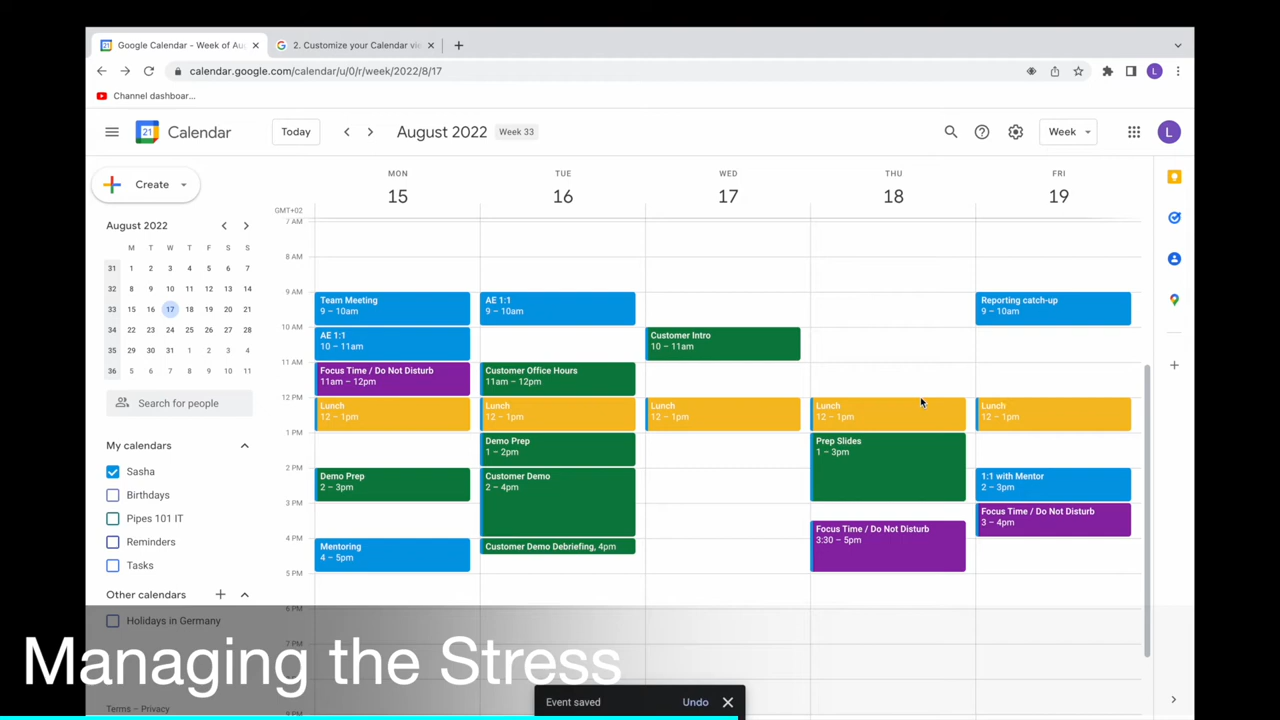 Google Calendar - Week of Au
2. Customize your Calendar vi
calendar.google.com/calendar/u/0/r/week/2022/8/17
L
Channel dashboar...
21
Calendar
Today
August 2022
Week 33
Week
L
Create
August 2022
M T W T F S S
31 1 2 3 4 5 6 7
32 8 9 10 11 12 13 14
33 15 16 17 18 19 20 21
34 22 23 24 25 26 27 28
35 29 30 31 1 2 3 4
36 5 6 7 8 9 10 11
Search for people
My calendars
Sasha
Birthdays
Pipes 101 IT
Reminders
Tasks
Other calendars
Holidays in Germany
Terms – Privacy
MON TUE WED THU FRI
15 16 17 18 19
GMT+02
7 AM
8 AM
9 AM
10 AM
11 AM
12 PM
1 PM
2 PM
3 PM
4 PM
5 PM
6 PM
7 PM
8 PM
9 PM
Team Meeting
9 – 10am
AE 1:1
10 – 11am
Focus Time / Do Not Disturb
11am – 12pm
Lunch
12 – 1pm
Demo Prep
2 – 3pm
Mentoring
4 – 5pm
AE 1:1
9 – 10am
Customer Office Hours
11am – 12pm
Lunch
12 – 1pm
Demo Prep
1 – 2pm
Customer Demo
2 – 4pm
Customer Demo Debriefing, 4pm
Customer Intro
10 – 11am
Lunch
12 – 1pm
Lunch
12 – 1pm
Prep Slides
1 – 3pm
Focus Time / Do Not Disturb
3:30 – 5pm
Reporting catch-up
9 – 10am
Lunch
12 – 1pm
1:1 with Mentor
2 – 3pm
Focus Time / Do Not Disturb
3 – 4pm
Managing the Stress
Event saved
Undo